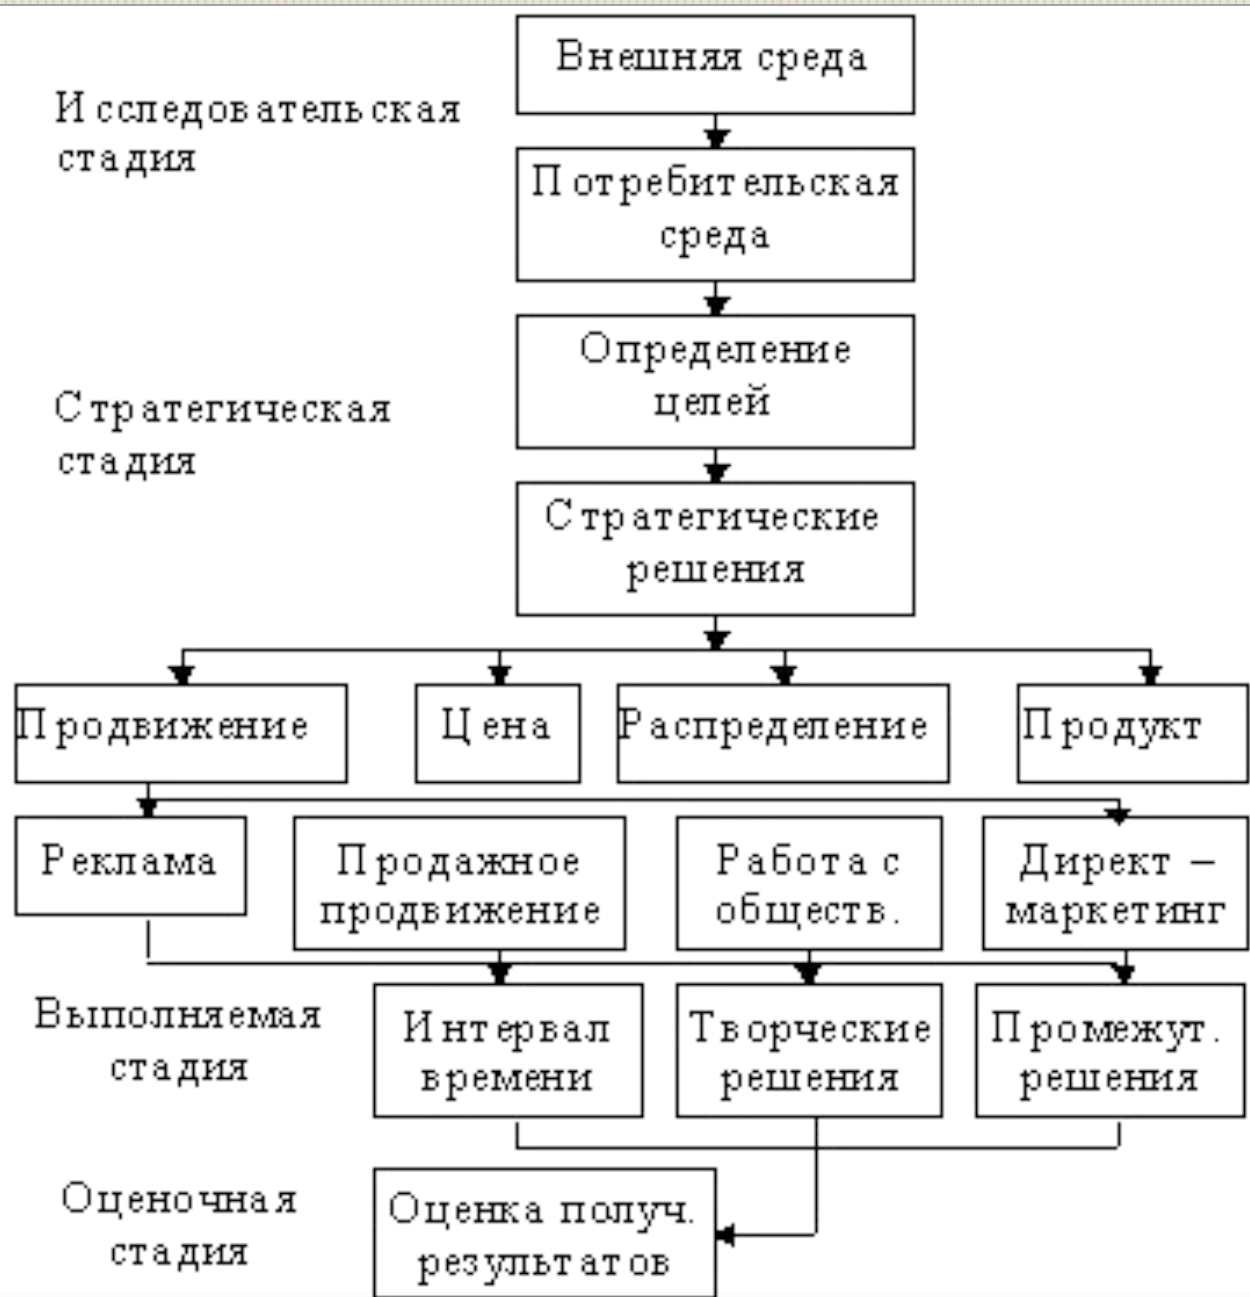 Внешняя среда
Исследовательская
стадия
Потребительская
среда
Определение
целей
Стратегическая
стадия
Стратегические
решения
Продвижение
Цена
Распределение
Продукт
Реклама
Продажное
продвижение
Работа с
обществ.
Директ –
маркетинг
Выполняемая
стадия
Интервал
времени
Творческие
решения
Промежут.
решения
Оценочная
стадия
Оценка получ.
результатов